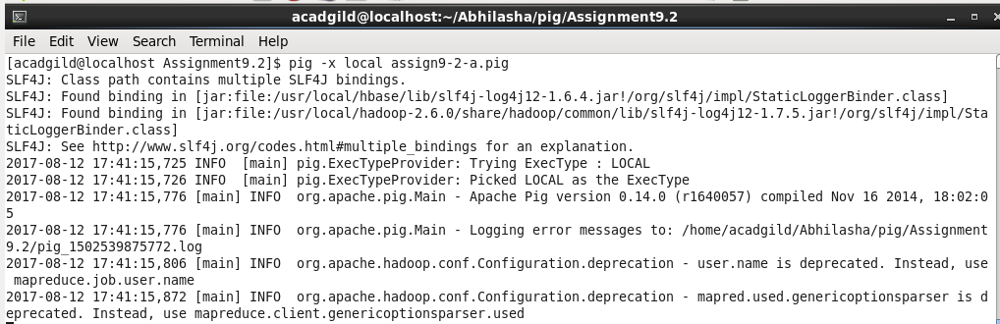 acadgild@localhost:~/Abhilasha/pig/Assignment9.2
File Edit View Search Terminal Help
[acadgild@localhost Assignment9.2]$ pig -x local assign9-2-a.pig
SLF4J: Class path contains multiple SLF4J bindings.
SLF4J: Found binding in [jar:file:/usr/local/hbase/lib/slf4j-log4j12-1.6.4.jar!/org/slf4j/impl/StaticLoggerBinder.class]
SLF4J: Found binding in [jar:file:/usr/local/hadoop-2.6.0/share/hadoop/common/lib/slf4j-log4j12-1.7.5.jar!/org/slf4j/impl/Sta
ticLoggerBinder.class]
SLF4J: See http://www.slf4j.org/codes.html#multiple_bindings for an explanation.
2017-08-12 17:41:15,725 INFO  [main] pig.ExecTypeProvider: Trying ExecType : LOCAL
2017-08-12 17:41:15,726 INFO  [main] pig.ExecTypeProvider: Picked LOCAL as the ExecType
2017-08-12 17:41:15,776 [main] INFO  org.apache.pig.Main - Apache Pig version 0.14.0 (r1640057) compiled Nov 16 2014, 18:02:0
5
2017-08-12 17:41:15,776 [main] INFO  org.apache.pig.Main - Logging error messages to: /home/acadgild/Abhilasha/pig/Assignment
9.2/pig_1502539875772.log
2017-08-12 17:41:15,806 [main] INFO  org.apache.hadoop.conf.Configuration.deprecation - user.name is deprecated. Instead, use
 mapreduce.job.user.name
2017-08-12 17:41:15,872 [main] INFO  org.apache.hadoop.conf.Configuration.deprecation - mapred.used.genericoptionsparser is d
eprecated. Instead, use mapreduce.client.genericoptionsparser.used